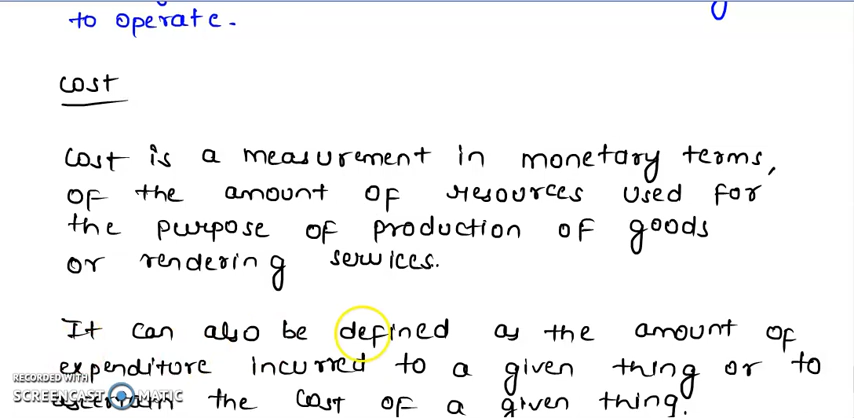 to operate.
Cost
Cost is a measurement in monetary terms,
of the amount of resources used for
the purpose of production of goods
or rendering services.
It can also be defined as the amount of
expenditure incurred to a given thing or to
ascertain the cost of a given thing.
RECORDED WITH
SCREENCAST MATIC